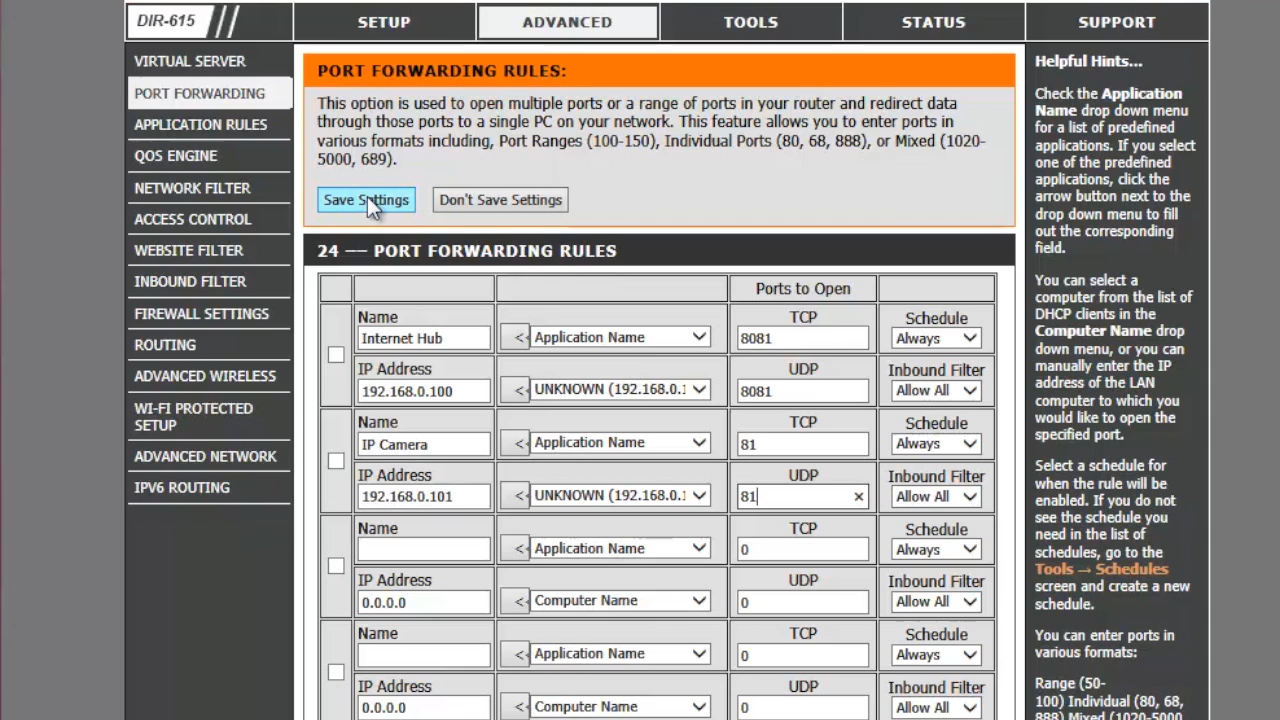 DIR-615
SETUP
ADVANCED
TOOLS
STATUS
SUPPORT
VIRTUAL SERVER
PORT FORWARDING
APPLICATION RULES
QOS ENGINE
NETWORK FILTER
ACCESS CONTROL
WEBSITE FILTER
INBOUND FILTER
FIREWALL SETTINGS
ROUTING
ADVANCED WIRELESS
WI-FI PROTECTED
SETUP
ADVANCED NETWORK
IPV6 ROUTING
PORT FORWARDING RULES:
This option is used to open multiple ports or a range of ports in your router and redirect data
through those ports to a single PC on your network. This feature allows you to enter ports in
various formats including, Port Ranges (100-150), Individual Ports (80, 68, 888), or Mixed (1020-
5000, 689).
Save Settings
Don't Save Settings
24 — PORT FORWARDING RULES
Ports to Open
Name
TCP
Schedule
Internet Hub
<<
Application Name
8081
Always
IP Address
UDP
Inbound Filter
192.168.0.100
<<
UNKNOWN (192.168.0.1
8081
Allow All
Name
TCP
Schedule
IP Camera
<<
Application Name
81
Always
IP Address
UDP
Inbound Filter
192.168.0.101
<<
UNKNOWN (192.168.0.1
81
×
Allow All
Name
TCP
Schedule
<<
Application Name
0
Always
IP Address
UDP
Inbound Filter
0.0.0.0
<<
Computer Name
0
Allow All
Name
TCP
Schedule
<<
Application Name
0
Always
IP Address
UDP
Inbound Filter
0.0.0.0
<<
Computer Name
0
Allow All
Helpful Hints...
Check the Application
Name drop down menu
for a list of predefined
applications. If you select
one of the predefined
applications, click the
arrow button next to the
drop down menu to fill
out the corresponding
field.
You can select a
computer from the list of
DHCP clients in the
Computer Name drop
down menu, or you can
manually enter the IP
address of the LAN
computer to which you
would like to open the
specified port.
Select a schedule for
when the rule will be
enabled. If you do not
see the schedule you
need in the list of
schedules, go to the
Tools → Schedules
screen and create a new
schedule.
You can enter ports in
various formats:
Range (50-
100) Individual (80, 68,
888) Mixed (1020-5000